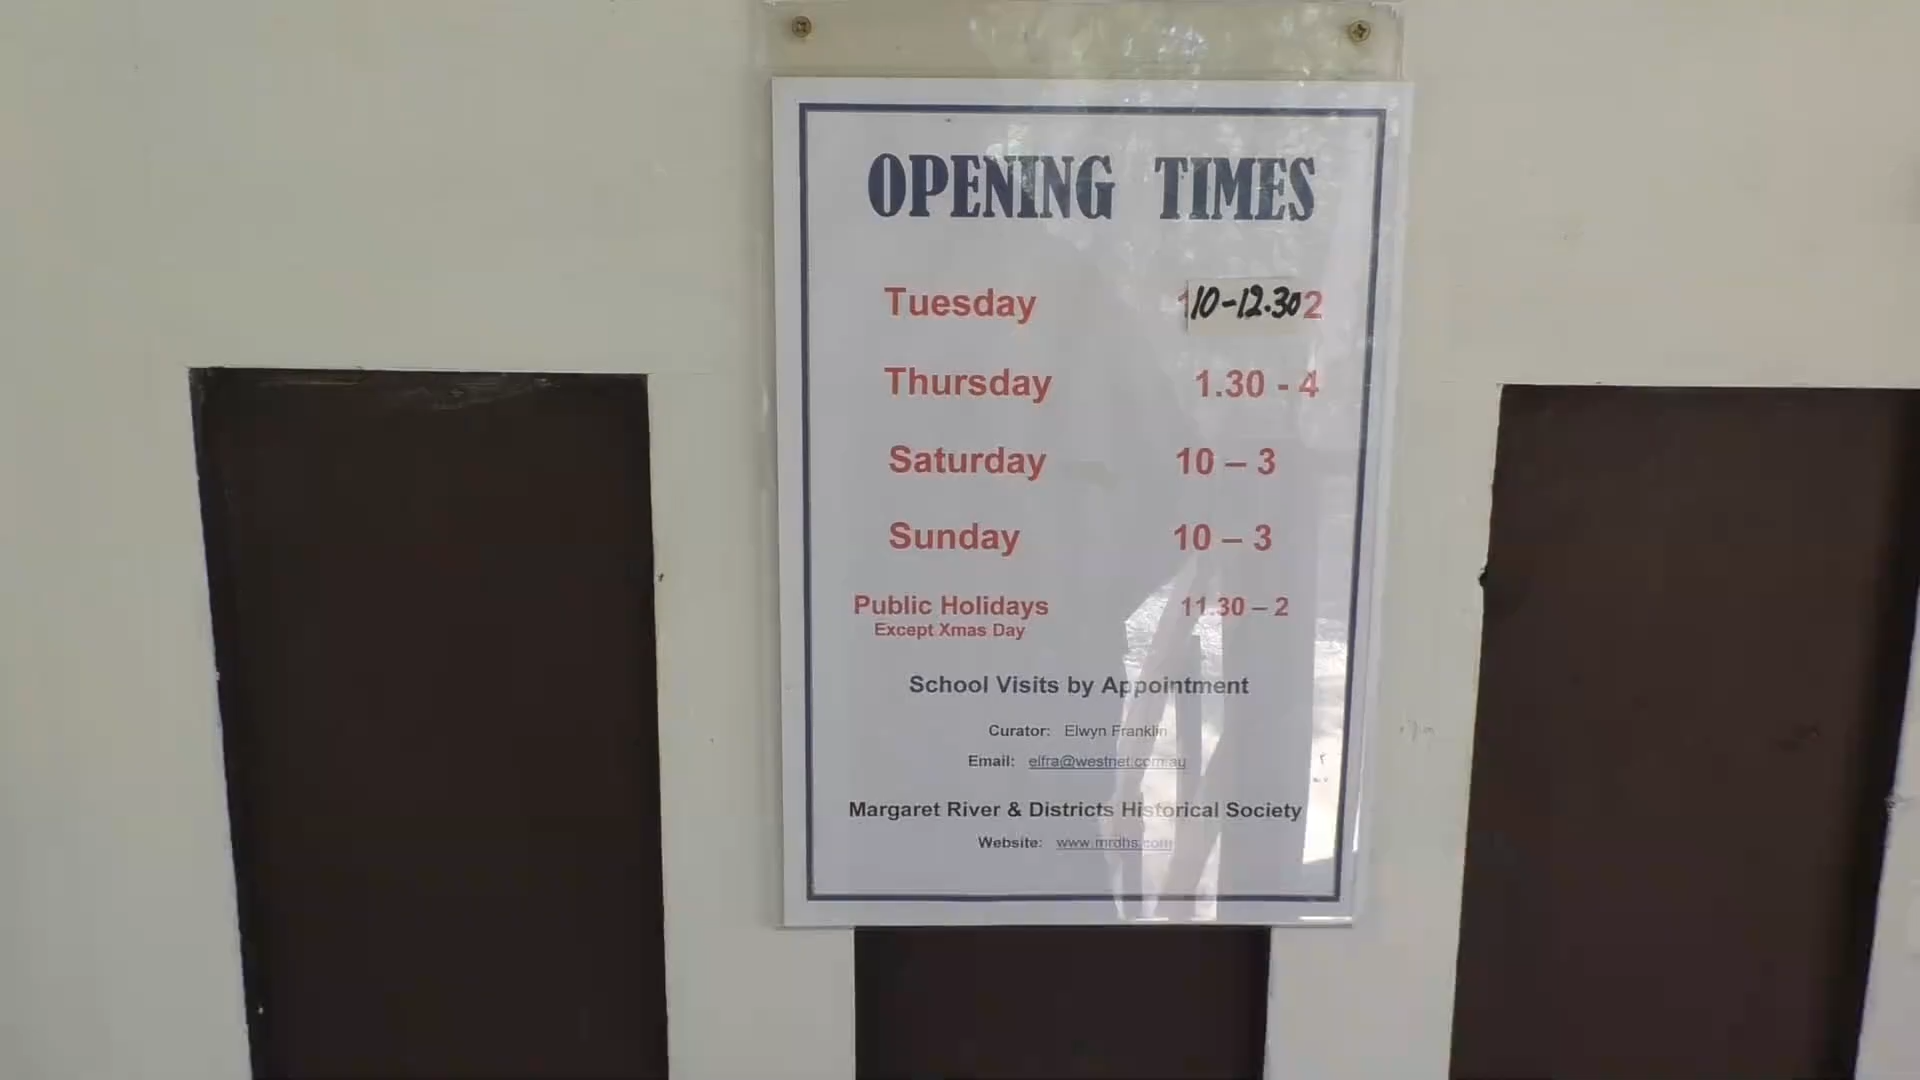 OPENING TIMES
Tuesday 10-12.30 2
Thursday 1.30 - 4
Saturday 10 – 3
Sunday 10 – 3
Public Holidays 11.30 – 2
Except Xmas Day
School Visits by Appointment
Curator: Elwyn Franklin
Email: elfra@westnet.com.au
Margaret River & Districts Historical Society
Website: www.mrdhs.com